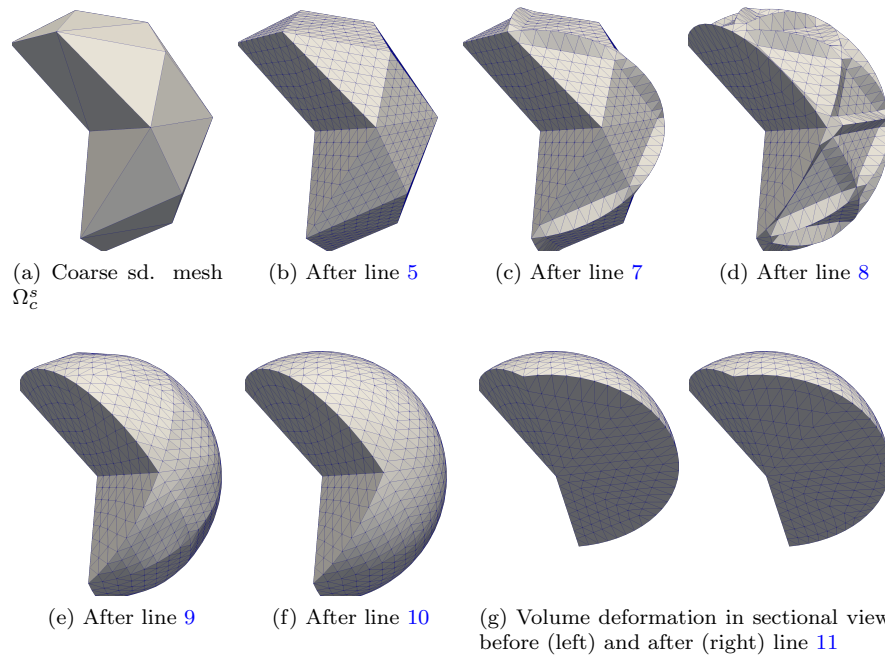 (a) Coarse sd. mesh Ω_c^s
(b) After line 5
(c) After line 7
(d) After line 8
(e) After line 9
(f) After line 10
(g) Volume deformation in sectional view
before (left) and after (right) line 11